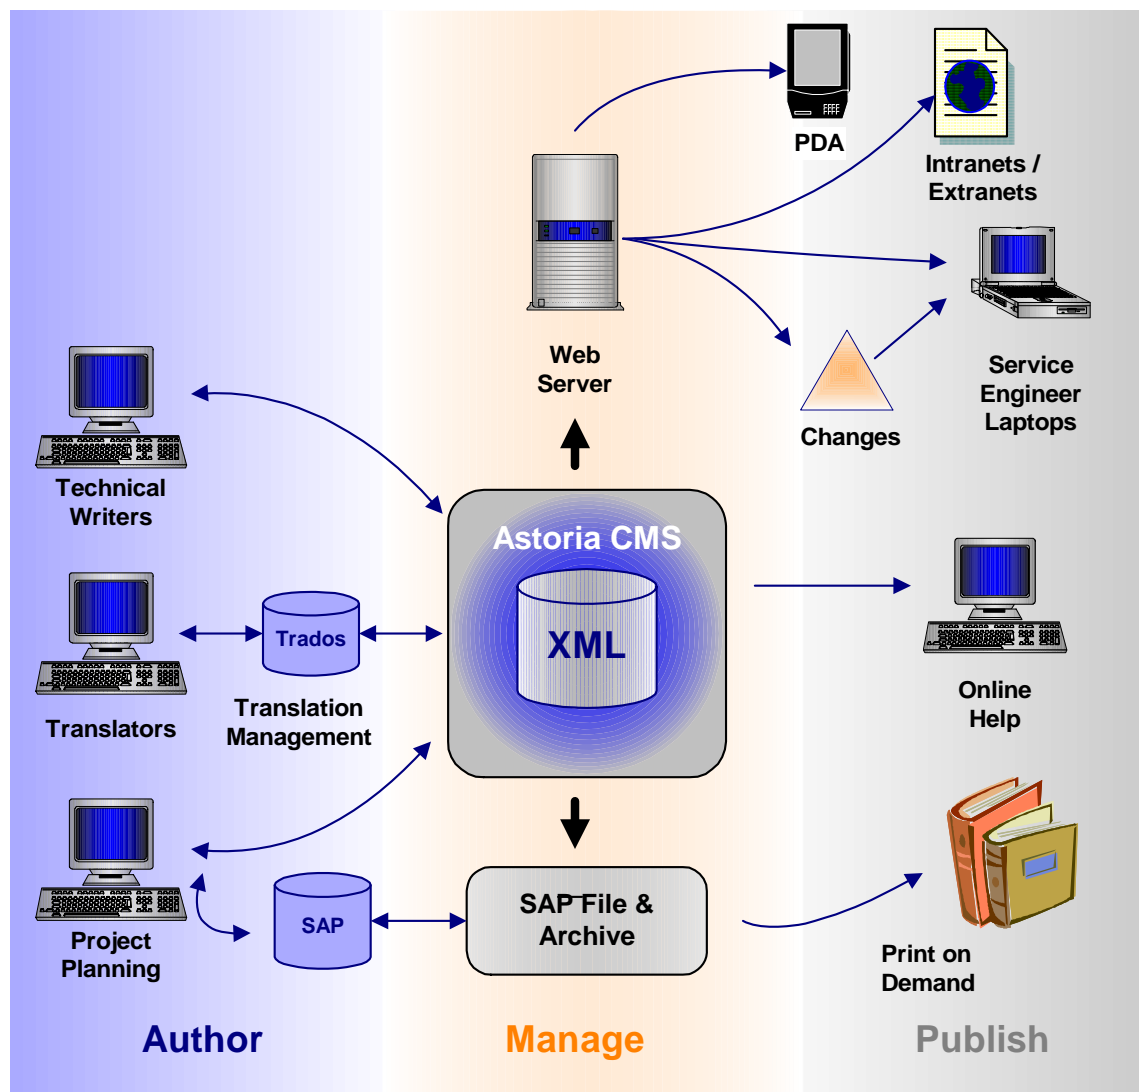 PDA
Intranets /
Extranets
Web
Server
Service
Engineer
Laptops
Changes
Technical
Writers
Astoria CMS
XML
Trados
Translators
Translation
Management
Online
Help
Project
Planning
SAP
SAP File &
Archive
Print on
Demand
Author
Manage
Publish